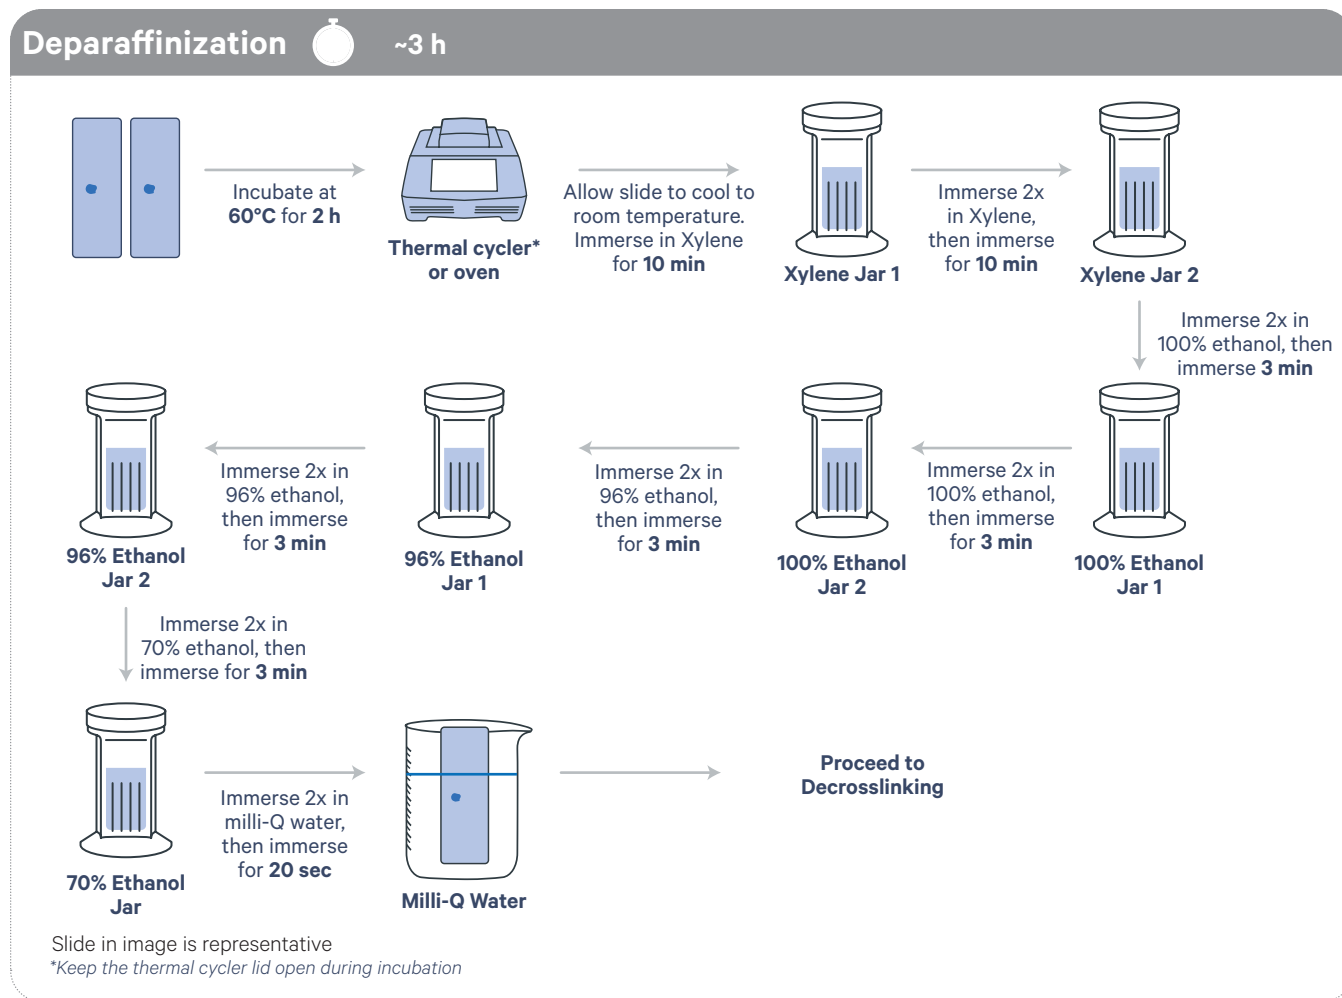 Deparaffinization ~3 h
Incubate at
60°C for 2 h
Thermal cycler*
or oven
Allow slide to cool to
room temperature.
Immerse in Xylene
for 10 min
Xylene Jar 1
Immerse 2x
in Xylene,
then immerse
for 10 min
Xylene Jar 2
Immerse 2x in
100% ethanol, then
immerse 3 min
100% Ethanol
Jar 1
Immerse 2x in
100% ethanol,
then immerse
for 3 min
100% Ethanol
Jar 2
Immerse 2x in
96% ethanol,
then immerse
for 3 min
96% Ethanol
Jar 1
Immerse 2x in
96% ethanol,
then immerse
for 3 min
96% Ethanol
Jar 2
Immerse 2x in
70% ethanol, then
immerse for 3 min
70% Ethanol
Jar
Immerse 2x in
milli-Q water,
then immerse
for 20 sec
Milli-Q Water
Proceed to
Decrosslinking
Slide in image is representative
*Keep the thermal cycler lid open during incubation